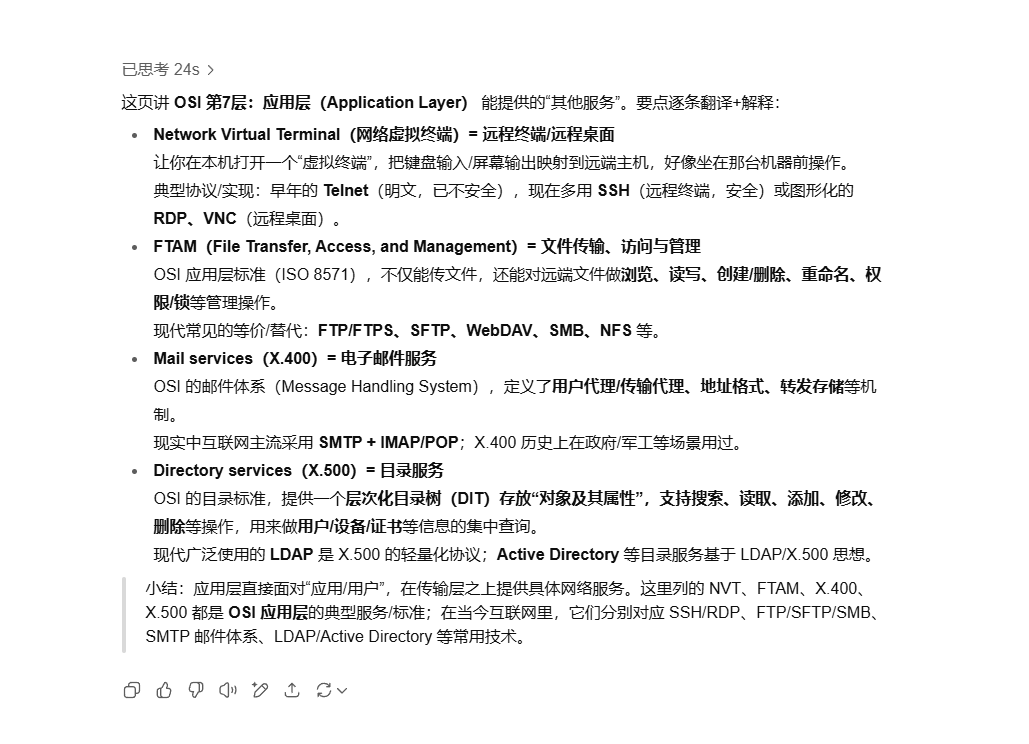 已思考 24s >
这页讲 OSI 第7层：应用层（Application Layer） 能提供的“其他服务”。要点逐条翻译+解释：
• Network Virtual Terminal（网络虚拟终端）= 远程终端/远程桌面
让你在本机打开一个“虚拟终端”，把键盘输入/屏幕输出映射到远端主机，好像坐在那台机器前操作。
典型协议/实现：早年的 Telnet（明文，已不安全），现在多用 SSH（远程终端，安全）或图形化的
RDP、VNC（远程桌面）。
• FTAM（File Transfer, Access, and Management）= 文件传输、访问与管理
OSI 应用层标准（ISO 8571），不仅能传文件，还能对远端文件做浏览、读写、创建/删除、重命名、权
限/锁等管理操作。
现代常见的等价/替代：FTP/FTPS、SFTP、WebDAV、SMB、NFS 等。
• Mail services（X.400）= 电子邮件服务
OSI 的邮件体系（Message Handling System），定义了用户代理/传输代理、地址格式、转发存储等机
制。
现实中互联网主流采用 SMTP + IMAP/POP；X.400 历史上在政府/军工等场景用过。
• Directory services（X.500）= 目录服务
OSI 的目录标准，提供一个层次化目录树（DIT）存放“对象及其属性”，支持搜索、读取、添加、修改、
删除等操作，用来做用户/设备/证书等信息的集中查询。
现代广泛使用的 LDAP 是 X.500 的轻量化协议；Active Directory 等目录服务基于 LDAP/X.500 思想。
小结：应用层直接面对“应用/用户”，在传输层之上提供具体网络服务。这里列的 NVT、FTAM、X.400、
X.500 都是 OSI 应用层的典型服务/标准；在当今互联网里，它们分别对应 SSH/RDP、FTP/SFTP/SMB、
SMTP 邮件体系、LDAP/Active Directory 等常用技术。